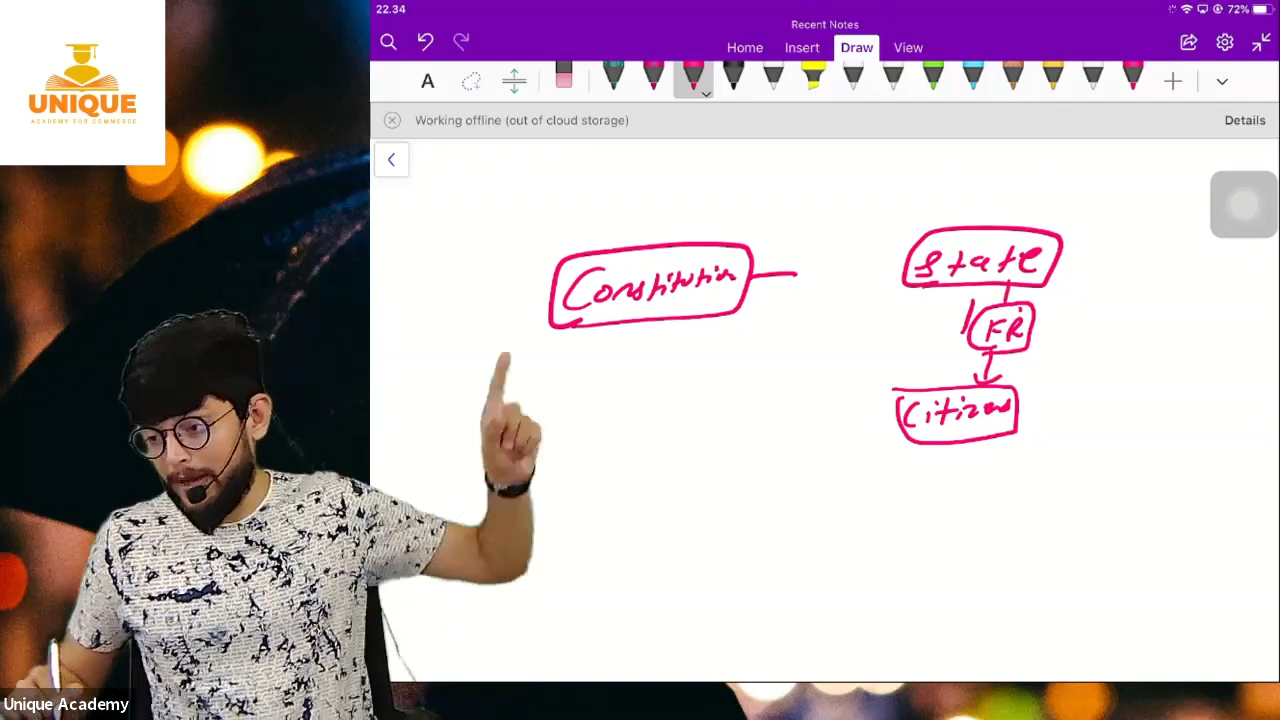 UNIQUE
ACADEMY FOR COMMERCE
22.34
Recent Notes
72%
Home Insert Draw View
A
Working offline (out of cloud storage)
Details
Constitution
State
FR
Citizens
Unique Academy